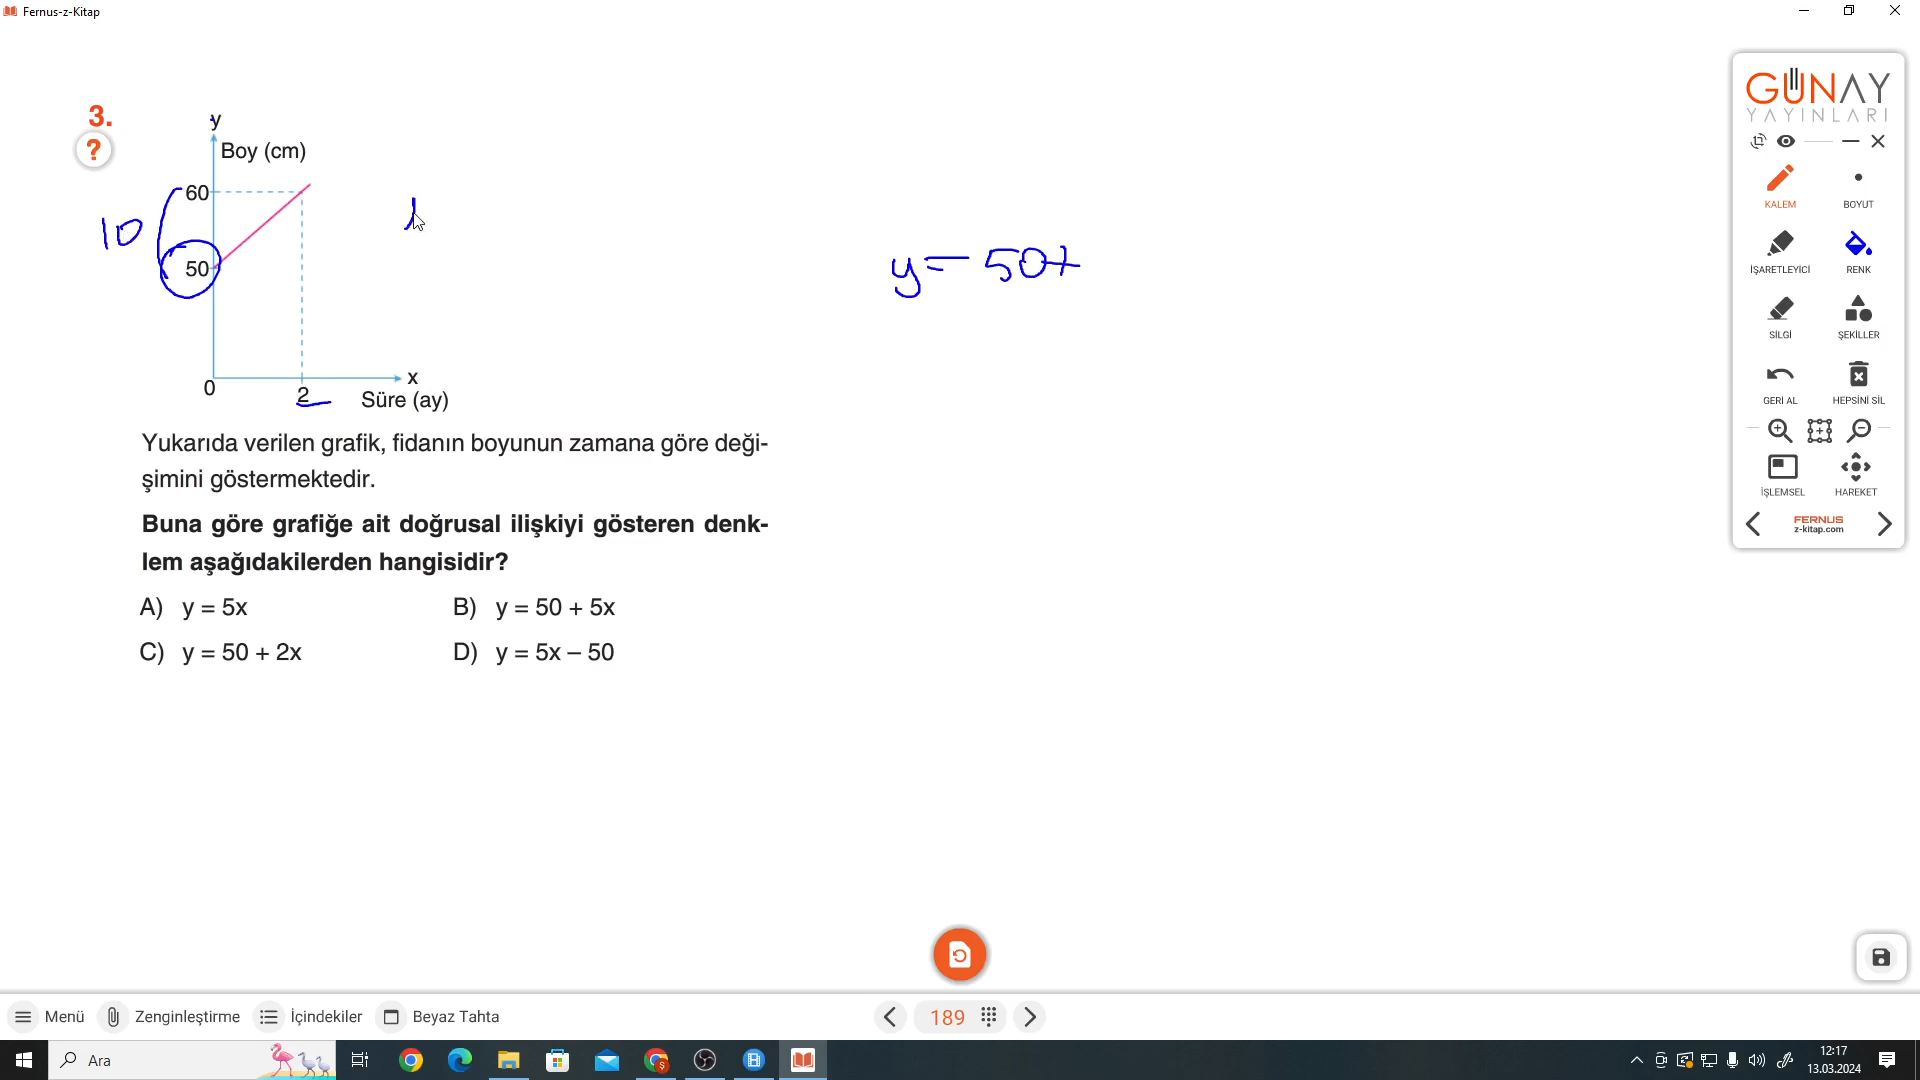 Fernus-z-Kitap
3.
?
y
Boy (cm)
60
10
50
0
2
x
Süre (ay)
y = 50+
Yukarıda verilen grafik, fidanın boyunun zamana göre deği-
şimini göstermektedir.
Buna göre grafiğe ait doğrusal ilişkiyi gösteren denk-
lem aşağıdakilerden hangisidir?
A) y = 5x
B) y = 50 + 5x
C) y = 50 + 2x
D) y = 5x – 50
GÜNAY
YAYINLARI
KALEM
BOYUT
İŞARETLEYİCİ
RENK
SİLGİ
ŞEKİLLER
GERİ AL
HEPSİNİ SİL
İŞLEMSEL
HAREKET
FERNUS
z-kitap.com
Menü
Zenginleştirme
İçindekiler
Beyaz Tahta
189
Ara
12:17
13.03.2024